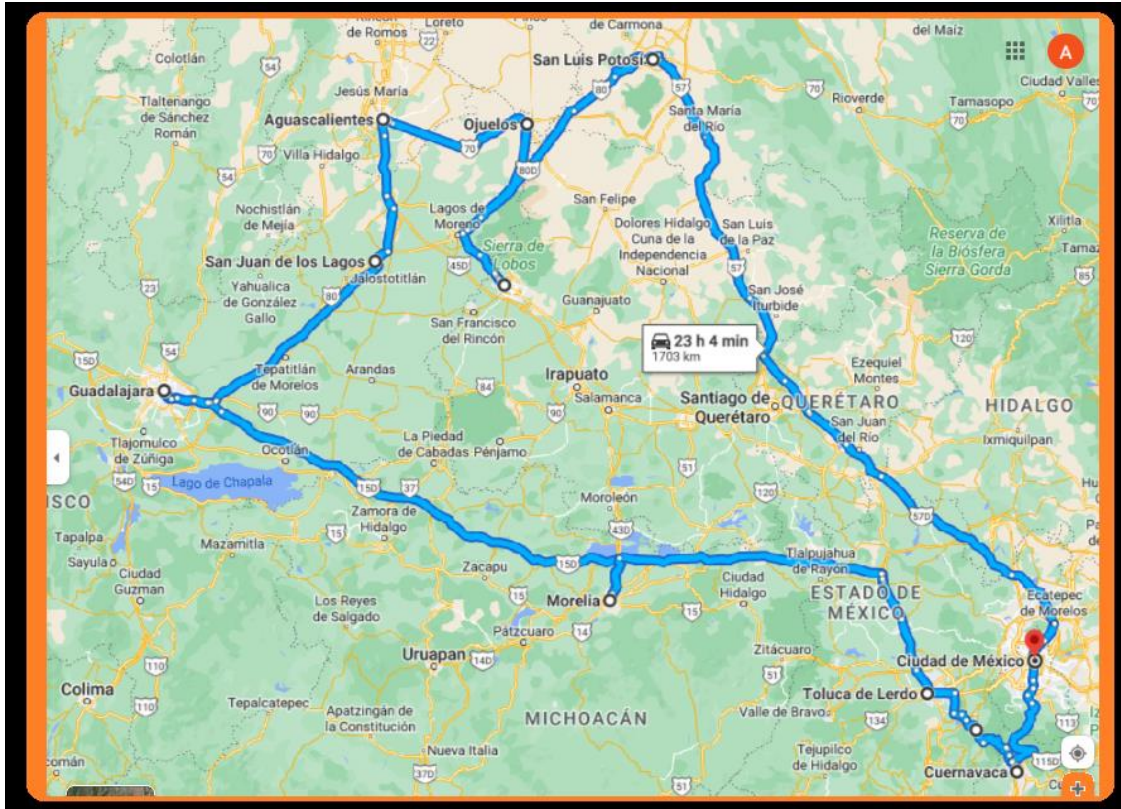 de Romos
Loreto
de Carmona
del Maíz
Colotlán
San Luis Potosí
A
Ciudad Valles
Jesús María
Rioverde
Tamasopo
Tlaltenango
de Sánchez
Román
Aguascalientes
Ojuelos
Santa María
del Río
Villa Hidalgo
Nochistlán
de Mejía
Lagos de
Moreno
San Felipe
Dolores Hidalgo
Cuna de la
Independencia
Nacional
San Luis
de la Paz
Xilitla
Reserva de
la Biósfera
Sierra Gorda
Sierra de
Lobos
San Juan de los Lagos
Jalostotitlán
Yahualica
de González
Gallo
Guanajuato
San José
Iturbide
San Francisco
del Rincón
23 h 4 min
1703 km
Tepatitlán
de Morelos
Arandas
Irapuato
Salamanca
Ezequiel
Montes
Guadalajara
Santiago de
Querétaro
QUERÉTARO
HIDALGO
San Juan
del Río
Ixmiquilpan
Tlajomulco
de Zúñiga
Ocotlán
La Piedad
de Cabadas
Pénjamo
Lago de Chapala
Zamora de
Hidalgo
Moroleón
Tapalpa
Mazamitla
Sayula
Ciudad
Guzmán
Zacapu
Tlalpujahua
de Rayón
Ciudad
Hidalgo
ESTADO DE
MÉXICO
Ecatepec
de Morelos
Los Reyes
de Salgado
Morelia
Pátzcuaro
Uruapan
Zitácuaro
Ciudad de México
Colima
Tepalcatepec
Apatzingán de
la Constitución
MICHOACÁN
Toluca de Lerdo
Valle de Bravo
Nueva Italia
Tejupilco
de Hidalgo
Cuernavaca